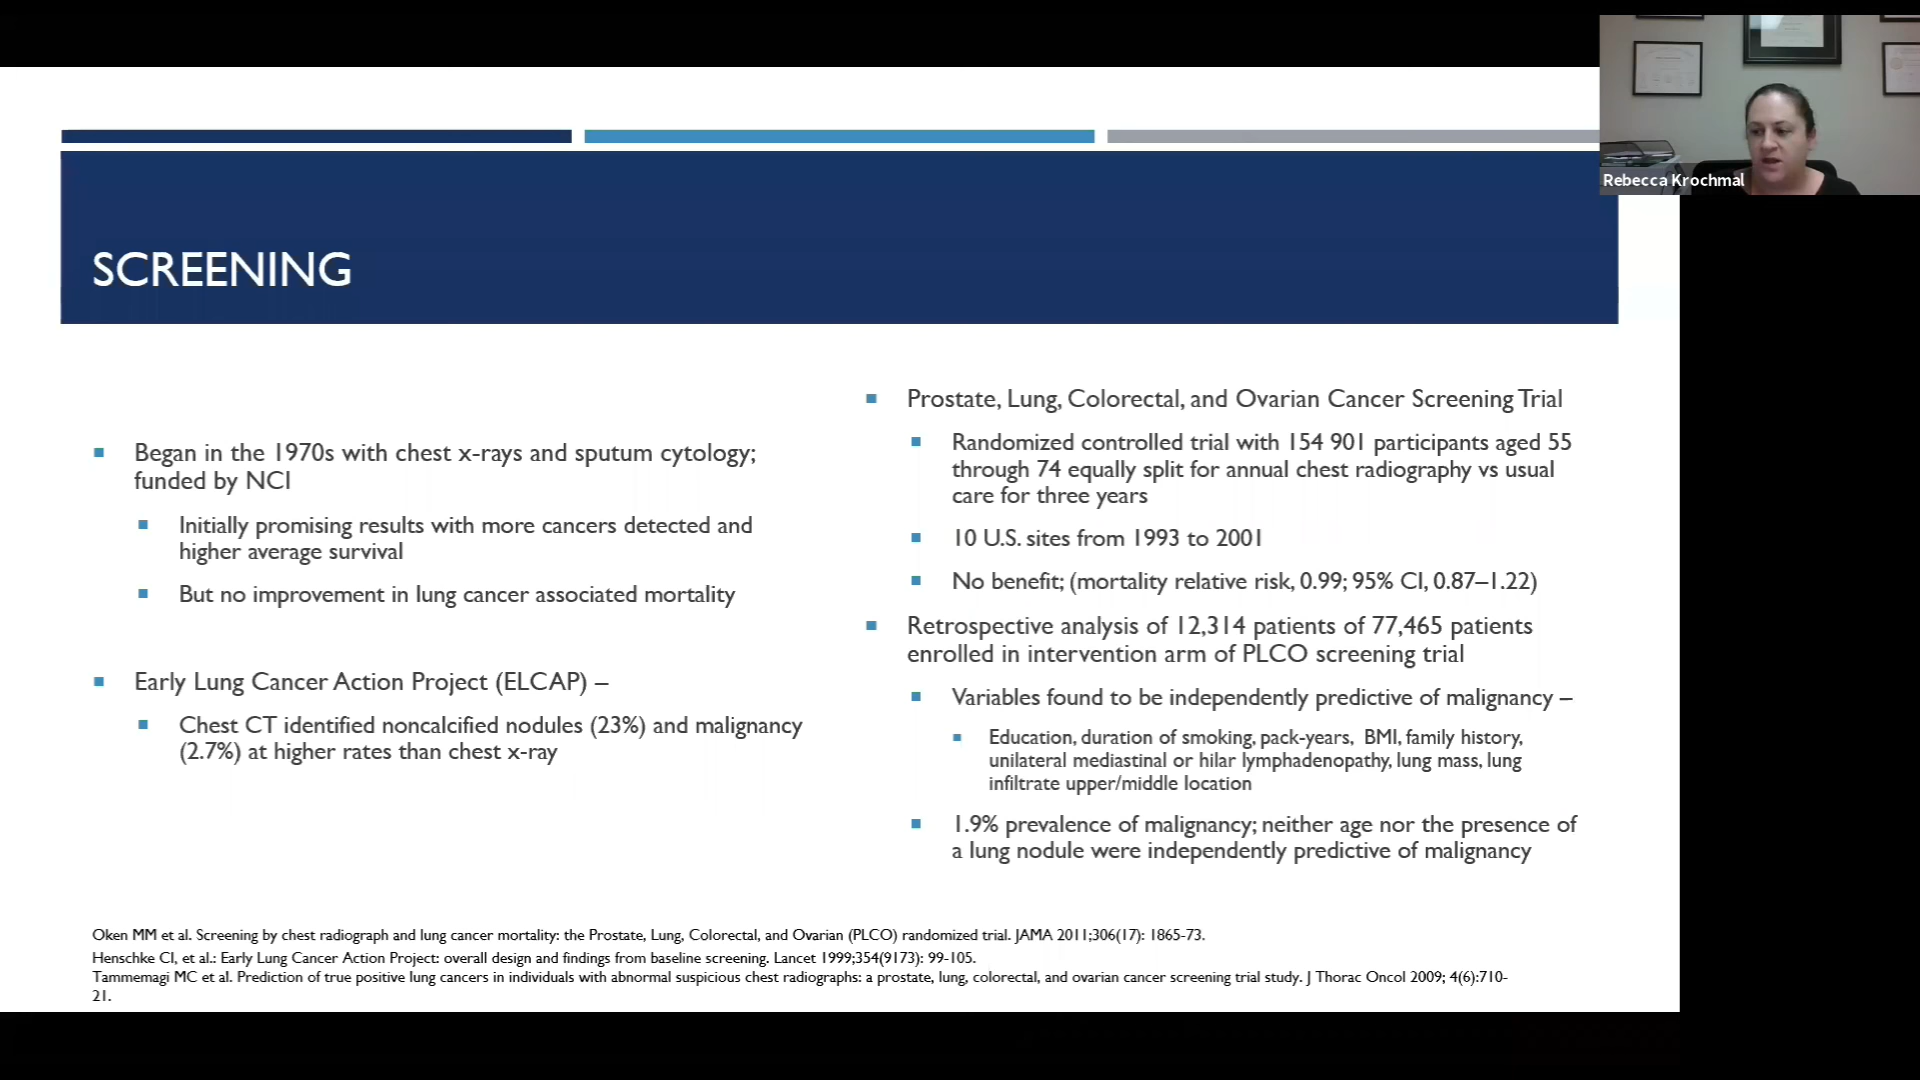 Rebecca Krochmal
SCREENING
Began in the 1970s with chest x-rays and sputum cytology;
funded by NCI
Initially promising results with more cancers detected and
higher average survival
But no improvement in lung cancer associated mortality
Early Lung Cancer Action Project (ELCAP) –
Chest CT identified noncalcified nodules (23%) and malignancy
(2.7%) at higher rates than chest x-ray
Prostate, Lung, Colorectal, and Ovarian Cancer Screening Trial
Randomized controlled trial with 154 901 participants aged 55
through 74 equally split for annual chest radiography vs usual
care for three years
10 U.S. sites from 1993 to 2001
No benefit; (mortality relative risk, 0.99; 95% CI, 0.87–1.22)
Retrospective analysis of 12,314 patients of 77,465 patients
enrolled in intervention arm of PLCO screening trial
Variables found to be independently predictive of malignancy –
Education, duration of smoking, pack-years, BMI, family history,
unilateral mediastinal or hilar lymphadenopathy, lung mass, lung
infiltrate upper/middle location
1.9% prevalence of malignancy; neither age nor the presence of
a lung nodule were independently predictive of malignancy
Oken MM et al. Screening by chest radiograph and lung cancer mortality: the Prostate, Lung, Colorectal, and Ovarian (PLCO) randomized trial. JAMA 2011;306(17): 1865-73.
Henschke CI, et al.: Early Lung Cancer Action Project: overall design and findings from baseline screening. Lancet 1999;354(9173): 99-105.
Tammemagi MC et al. Prediction of true positive lung cancers in individuals with abnormal suspicious chest radiographs: a prostate, lung, colorectal, and ovarian cancer screening trial study. J Thorac Oncol 2009; 4(6):710-
21.